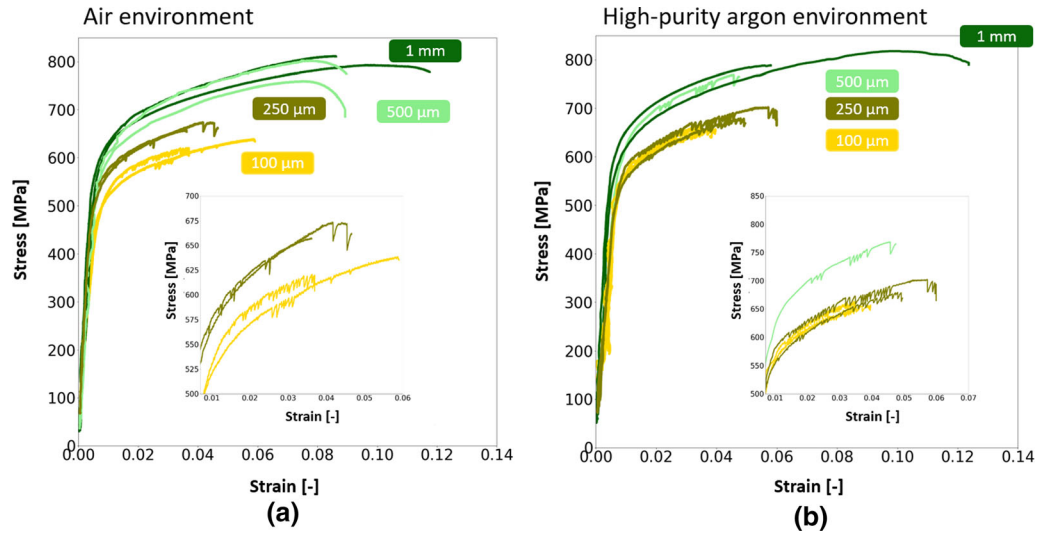 Air environment
High-purity argon environment
800
700
600
500
400
300
200
100
0
Stress [MPa]
1 mm
250 µm
500 µm
100 µm
700
675
650
625
600
575
550
525
500
Stress [MPa]
0.01 0.02 0.03 0.04 0.05 0.06
Strain [-]
0.00 0.02 0.04 0.06 0.08 0.10 0.12 0.14
Strain [-]
(a)
800
700
600
500
400
300
200
100
0
Stress [MPa]
1 mm
500 µm
250 µm
100 µm
850
800
750
700
650
600
550
500
Stress [MPa]
0.01 0.02 0.03 0.04 0.05 0.06 0.07
Strain [-]
0.00 0.02 0.04 0.06 0.08 0.10 0.12 0.14
Strain [-]
(b)